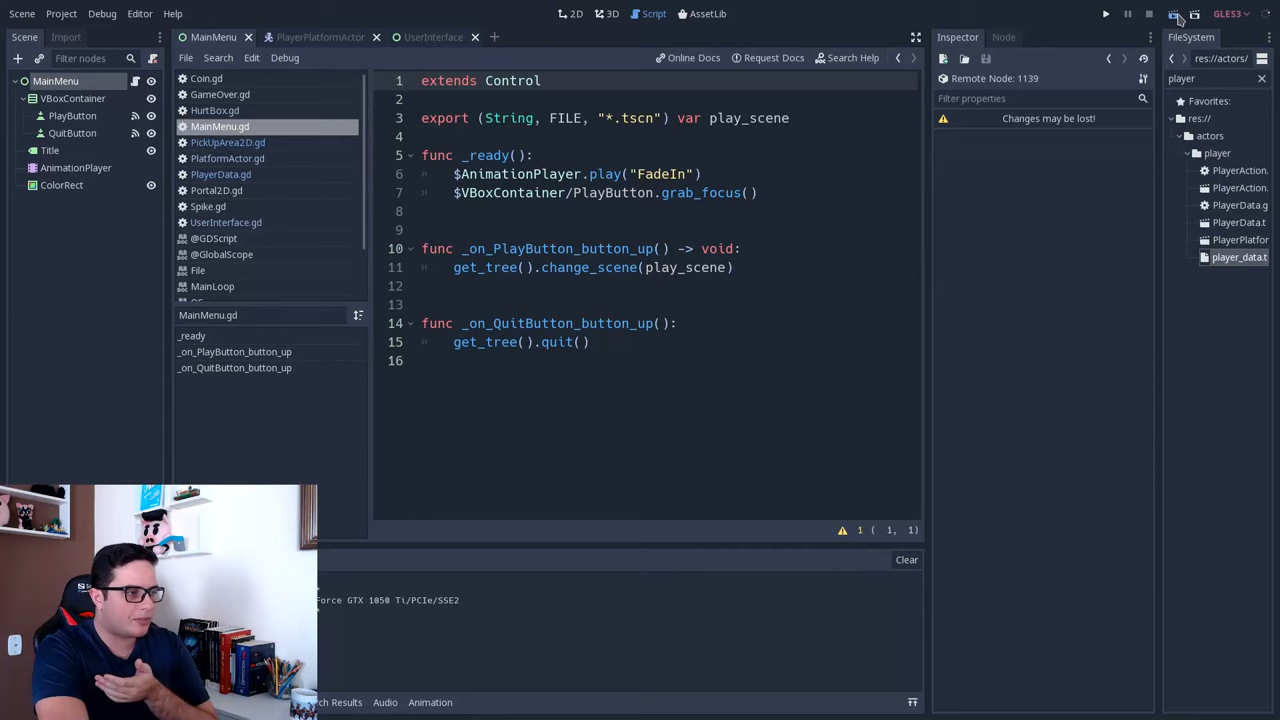 Scene Project Debug Editor Help
2D 3D Script AssetLib
GLES3
Scene Import
Filter nodes
MainMenu
VBoxContainer
PlayButton
QuitButton
Title
AnimationPlayer
ColorRect
MainMenu PlayerPlatformActor UserInterface
File Search Edit Debug
Online Docs Request Docs Search Help
Coin.gd
GameOver.gd
HurtBox.gd
MainMenu.gd
PickUpArea2D.gd
PlatformActor.gd
PlayerData.gd
Portal2D.gd
Spike.gd
UserInterface.gd
@GDScript
@GlobalScope
File
MainLoop
MainMenu.gd
_ready
_on_PlayButton_button_up
_on_QuitButton_button_up
1 extends Control
2
3 export (String, FILE, "*.tscn") var play_scene
4
5 func _ready():
6 $AnimationPlayer.play("FadeIn")
7 $VBoxContainer/PlayButton.grab_focus()
8
9
10 func _on_PlayButton_button_up() -> void:
11 get_tree().change_scene(play_scene)
12
13
14 func _on_QuitButton_button_up():
15 get_tree().quit()
16
1 ( 1, 1)
Clear
Force GTX 1050 Ti/PCIe/SSE2
Results Audio Animation
Inspector Node
Remote Node: 1139
Filter properties
Changes may be lost!
FileSystem
res://actors/
player
Favorites:
res://
actors
player
PlayerAction.
PlayerAction.
PlayerData.g
PlayerData.t
PlayerPlatfor
player_data.t